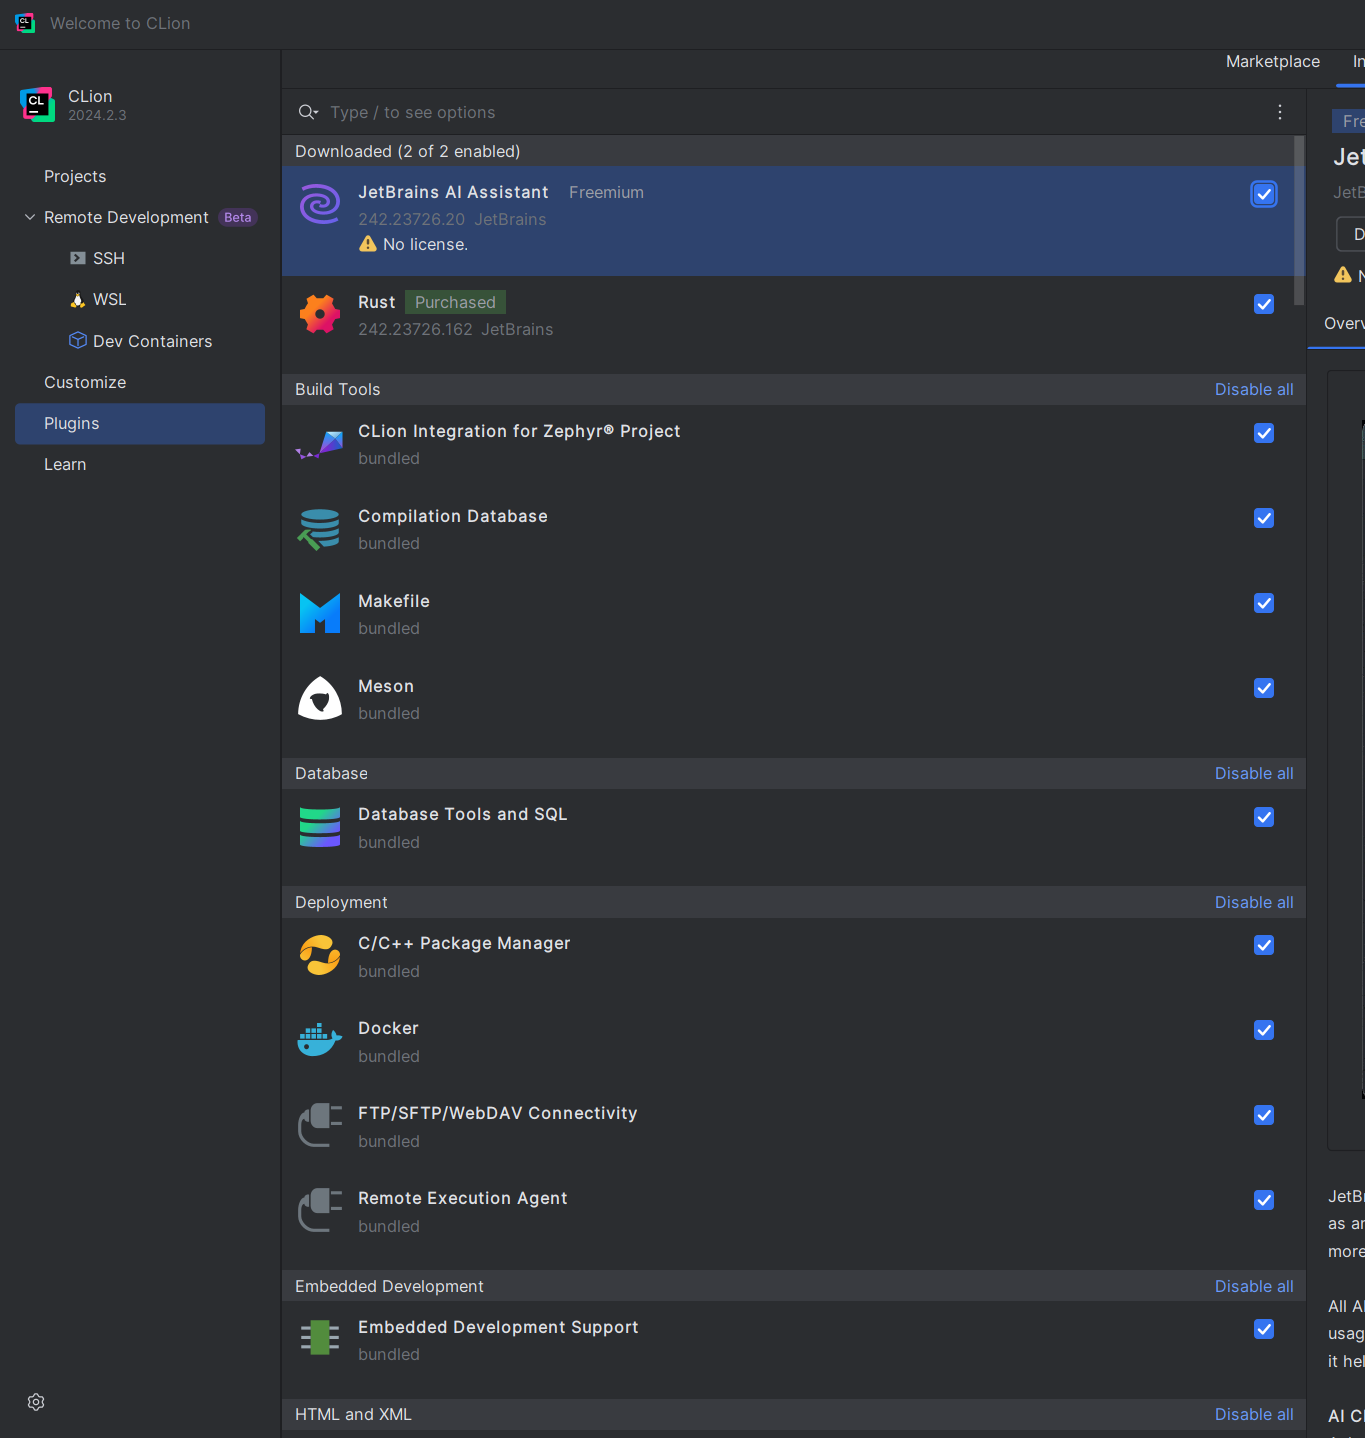 Welcome to CLion
CLion
2024.2.3
Projects
Remote Development Beta
SSH
WSL
Dev Containers
Customize
Plugins
Learn
Marketplace
Type / to see options
Downloaded (2 of 2 enabled)
JetBrains AI Assistant Freemium
242.23726.20 JetBrains
No license.
Rust Purchased
242.23726.162 JetBrains
Build Tools Disable all
CLion Integration for Zephyr® Project
bundled
Compilation Database
bundled
Makefile
bundled
Meson
bundled
Database Disable all
Database Tools and SQL
bundled
Deployment Disable all
C/C++ Package Manager
bundled
Docker
bundled
FTP/SFTP/WebDAV Connectivity
bundled
Remote Execution Agent
bundled
Embedded Development Disable all
Embedded Development Support
bundled
HTML and XML Disable all
Fre
Jet
JetB
D
N
Overv
JetBr
as an
more
All AI
usag
it hel
AI Cl